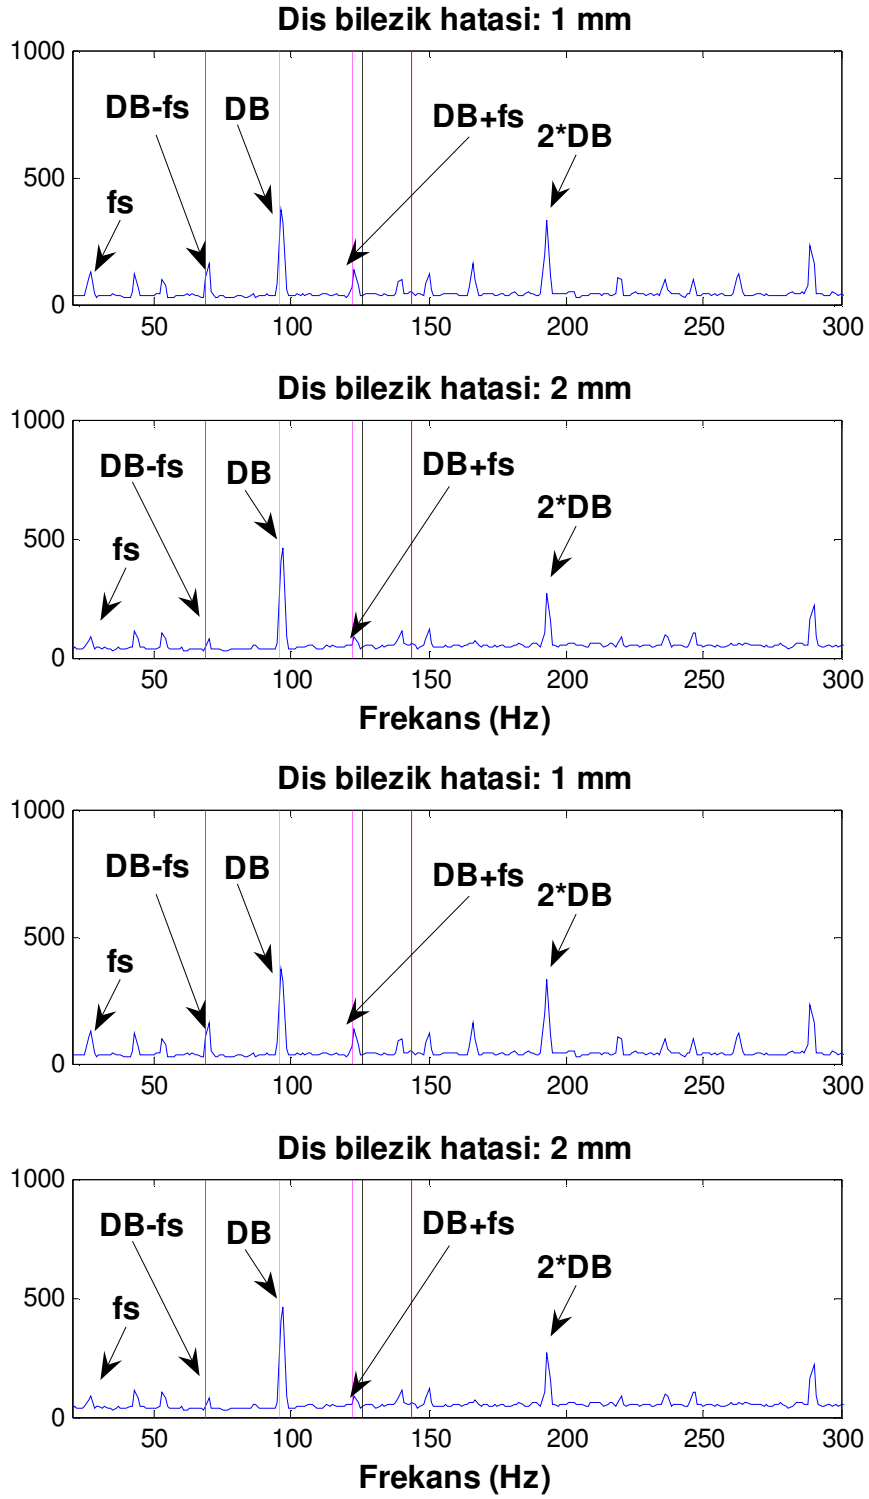 Dis bilezik hatasi: 1 mm
1000
DB-fs
DB
DB+fs
2*DB
500
fs
0
50 100 150 200 250 300
Dis bilezik hatasi: 2 mm
1000
DB-fs
DB
DB+fs
2*DB
500
fs
0
50 100 150 200 250 300
Frekans (Hz)
Dis bilezik hatasi: 1 mm
1000
DB-fs
DB
DB+fs
2*DB
500
fs
0
50 100 150 200 250 300
Dis bilezik hatasi: 2 mm
1000
DB-fs
DB
DB+fs
2*DB
500
fs
0
50 100 150 200 250 300
Frekans (Hz)